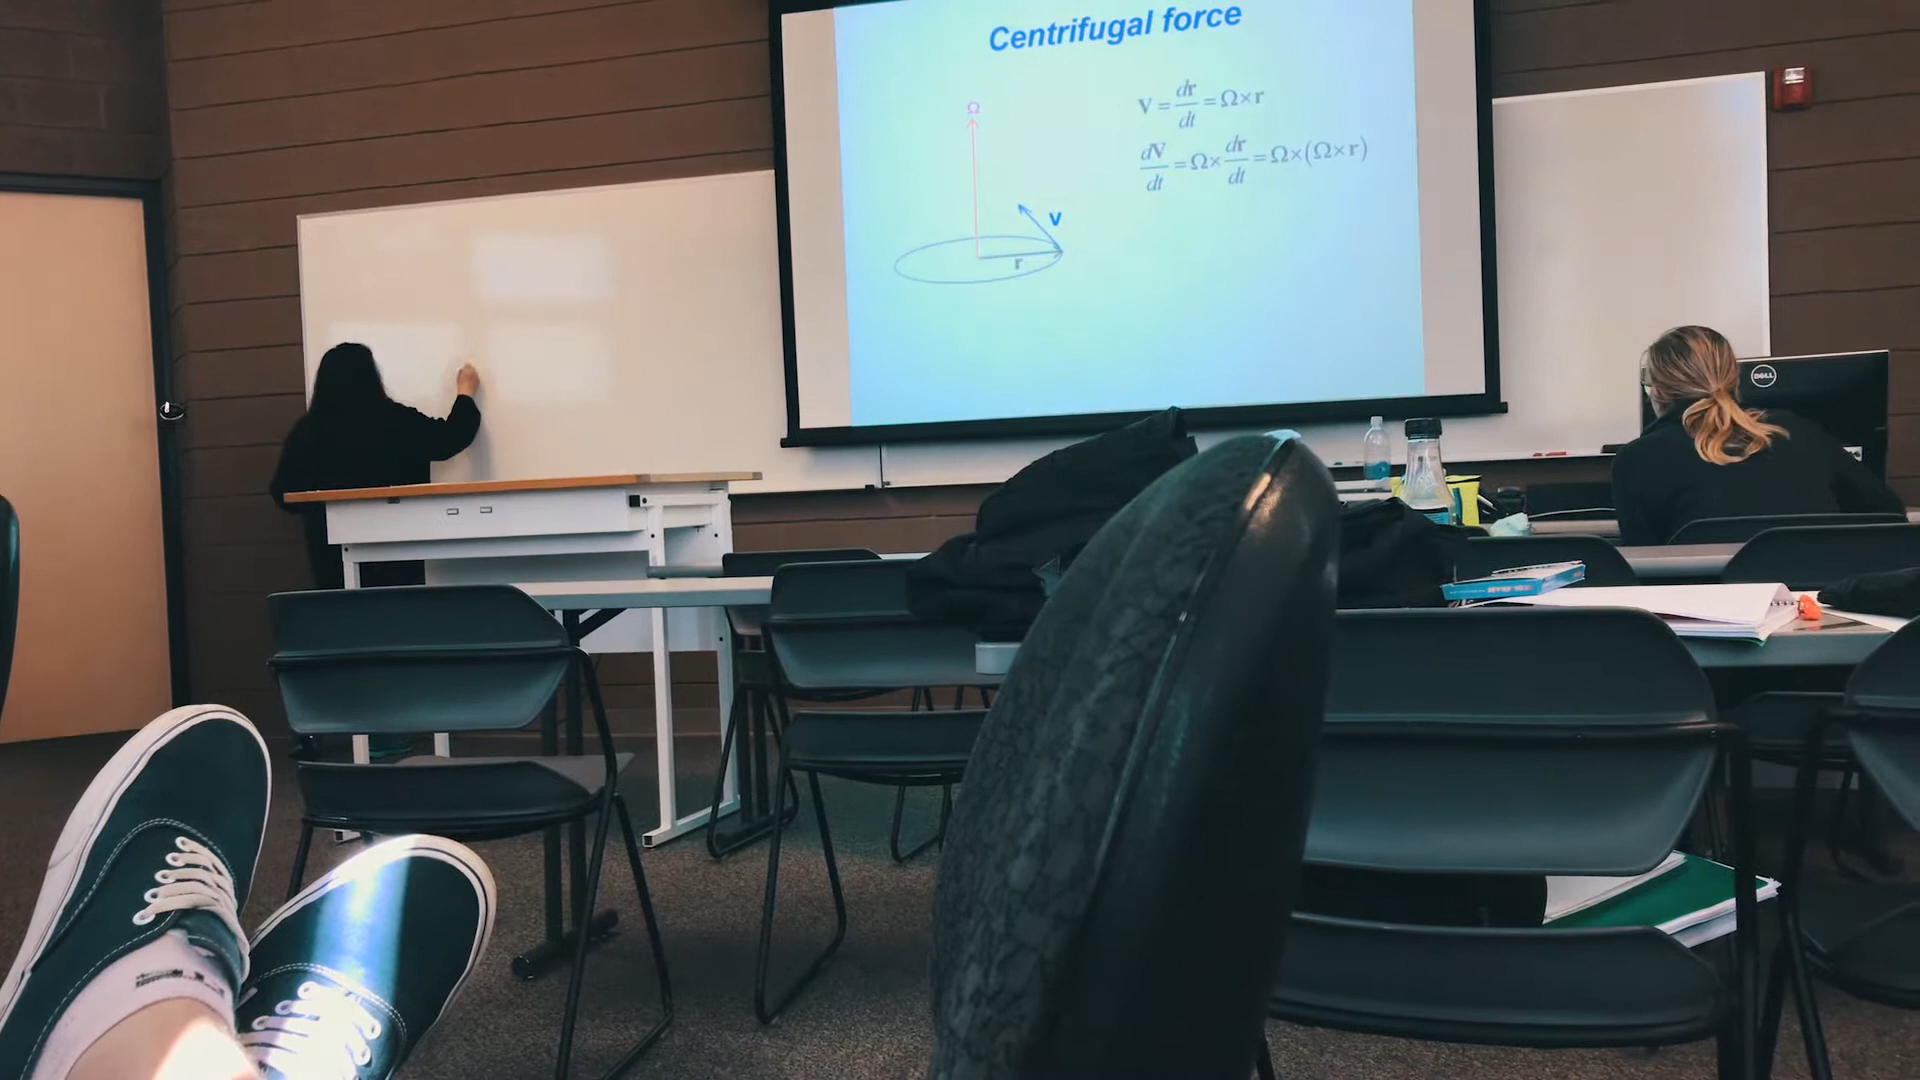 Centrifugal force
Ω
V = dr/dt = Ω×r
dV/dt = Ω× dr/dt = Ω×(Ω×r)
V
r
DELL